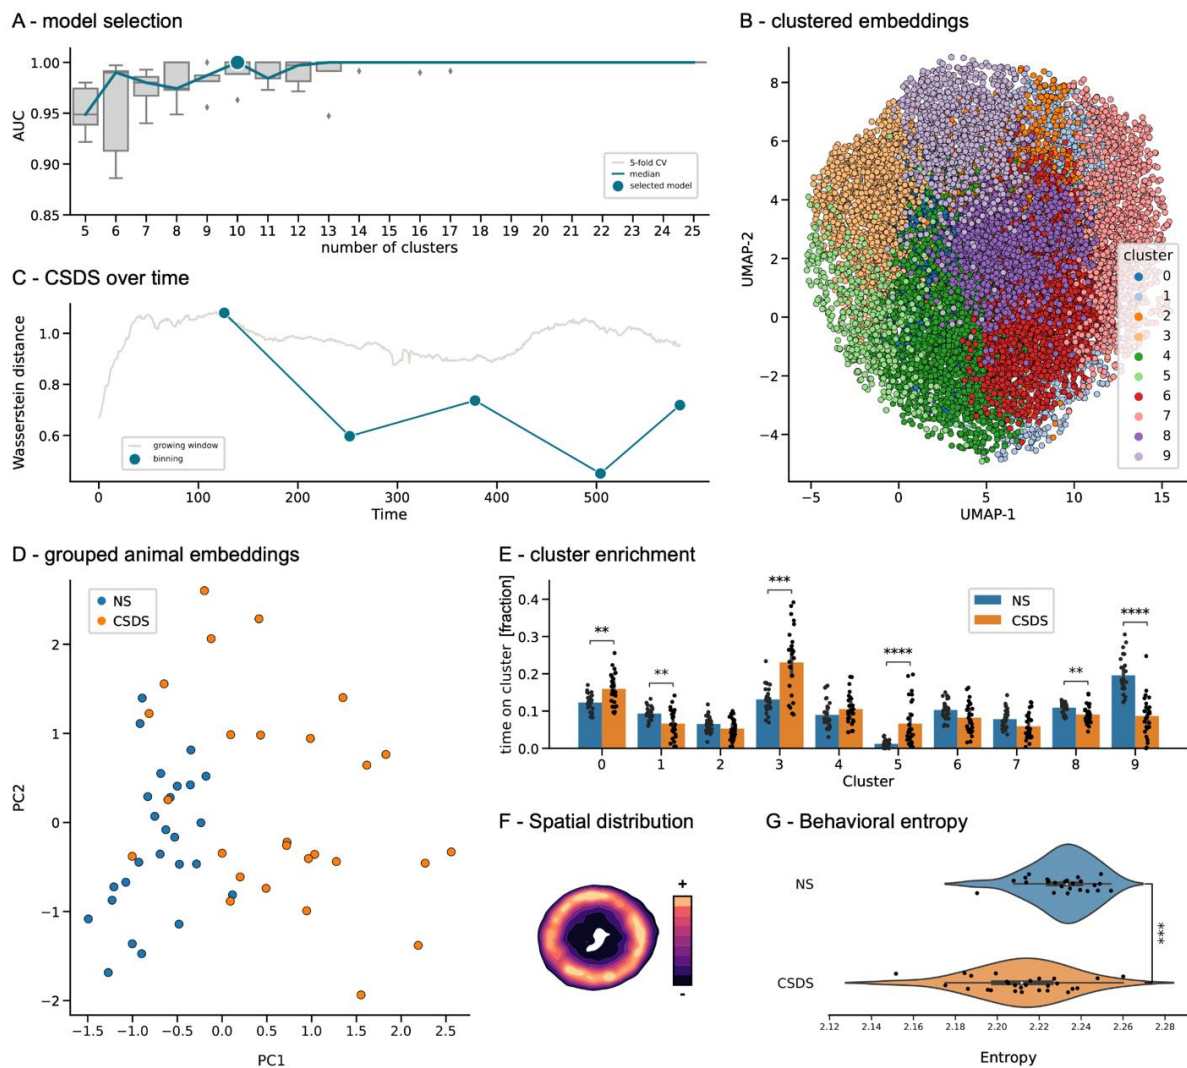 A - model selection
1.00
0.95
0.90
0.85
AUC
5-fold CV
median
selected model
5 6 7 8 9 10 11 12 13 14 15 16 17 18 19 20 21 22 23 24 25
number of clusters
B - clustered embeddings
8
6
4
2
0
−2
−4
UMAP-2
cluster
0
1
2
3
4
5
6
7
8
9
−5 0 5 10 15
UMAP-1
C - CSDS over time
1.0
0.8
0.6
Wasserstein distance
growing window
binning
0 100 200 300 400 500
Time
D - grouped animal embeddings
NS
CSDS
2
1
0
−1
−2
PC2
−1.5 −1.0 −0.5 0.0 0.5 1.0 1.5 2.0 2.5
PC1
E - cluster enrichment
time on cluster [fraction]
0.4
0.3
0.2
0.1
0.0
NS
CSDS
**
**
***
****
**
****
0 1 2 3 4 5 6 7 8 9
Cluster
F - Spatial distribution
+
-
G - Behavioral entropy
NS
CSDS
***
2.12 2.14 2.16 2.18 2.20 2.22 2.24 2.26 2.28
Entropy